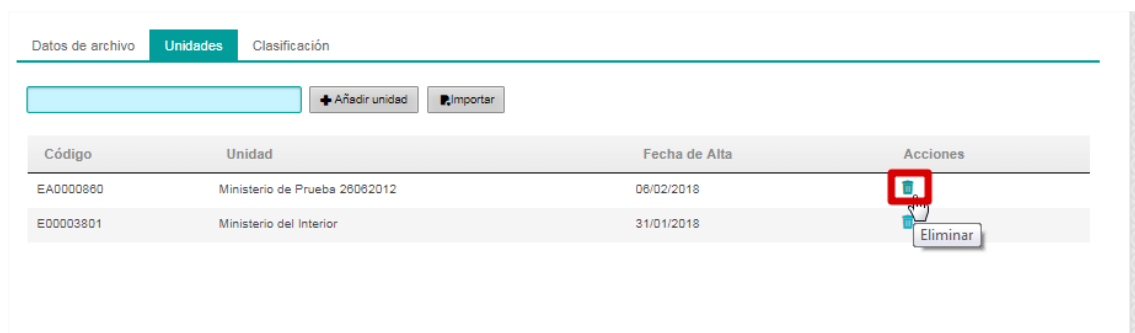 Datos de archivo Unidades Clasificación
Añadir unidad Importar
Código Unidad Fecha de Alta Acciones
EA0000860 Ministerio de Prueba 26062012 06/02/2018
E00003801 Ministerio del Interior 31/01/2018
Eliminar